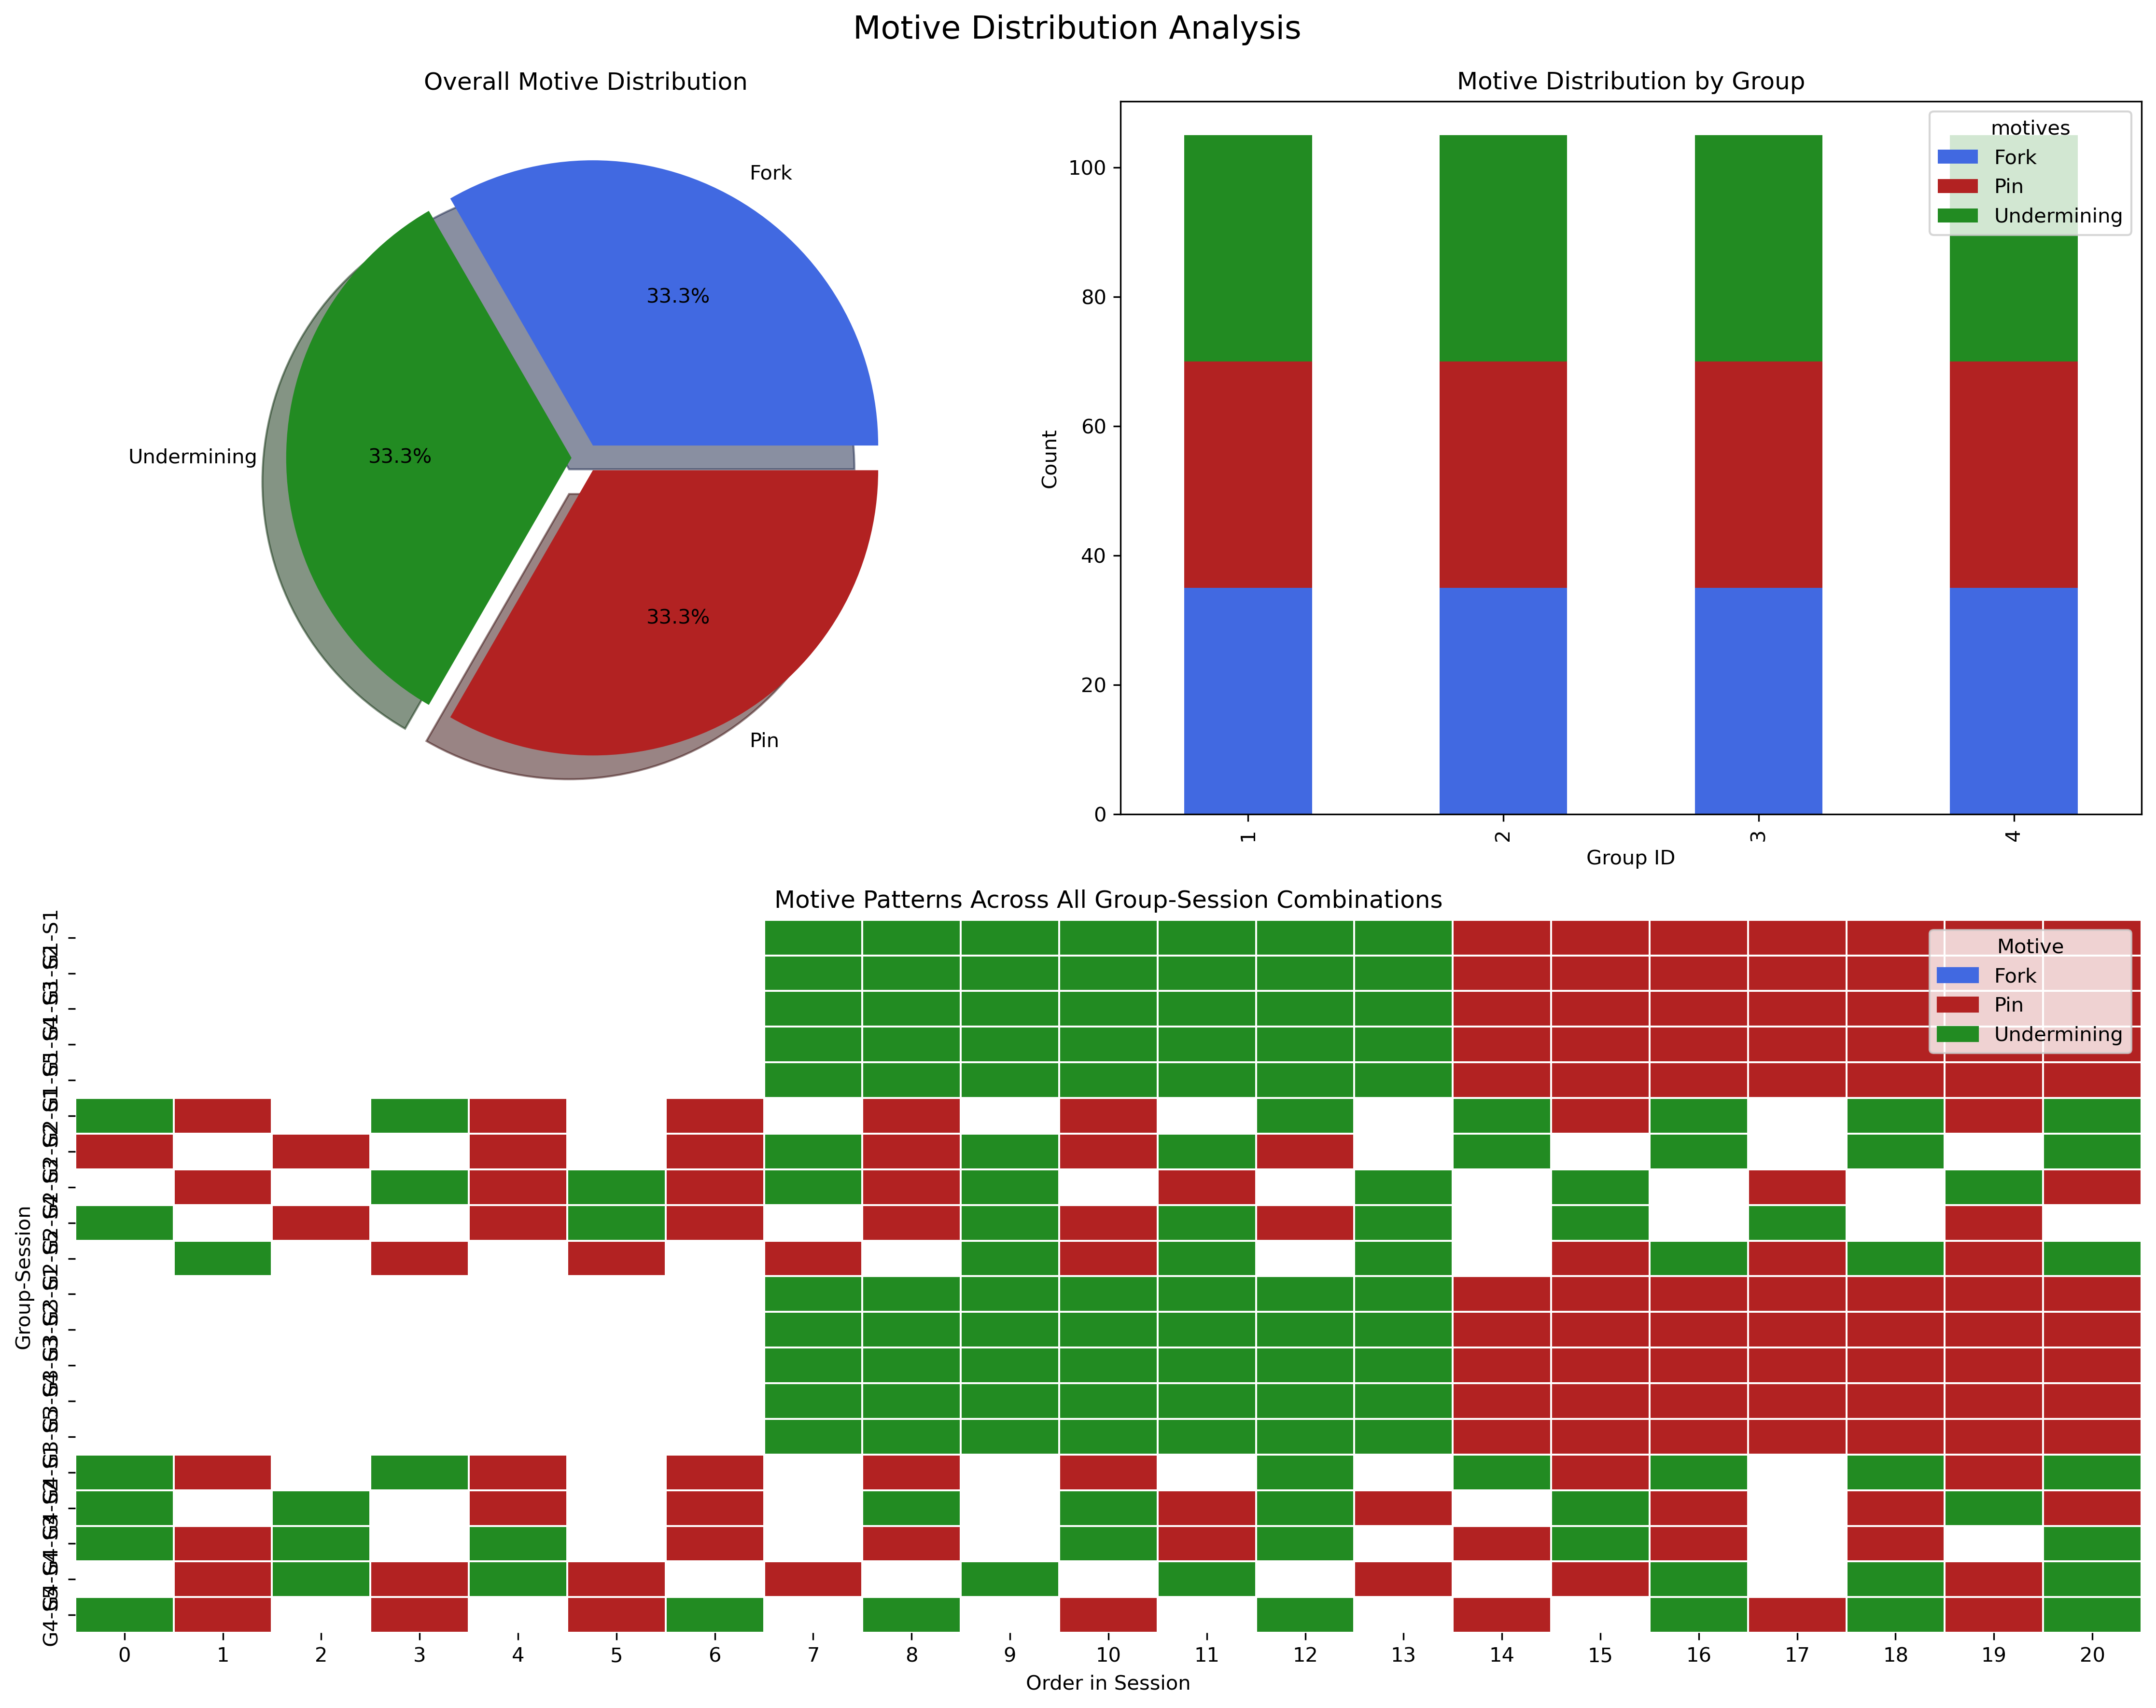 Motive Distribution Analysis
Overall Motive Distribution
Fork
33.3%
Undermining
33.3%
33.3%
Pin
Motive Distribution by Group
motives
Fork
Pin
Undermining
100
80
60
40
20
0
Count
1
2
3
4
Group ID
Motive Patterns Across All Group-Session Combinations
Motive
Fork
Pin
Undermining
Group-Session
0
1
2
3
4
5
6
7
8
9
10
11
12
13
14
15
16
17
18
19
20
Order in Session